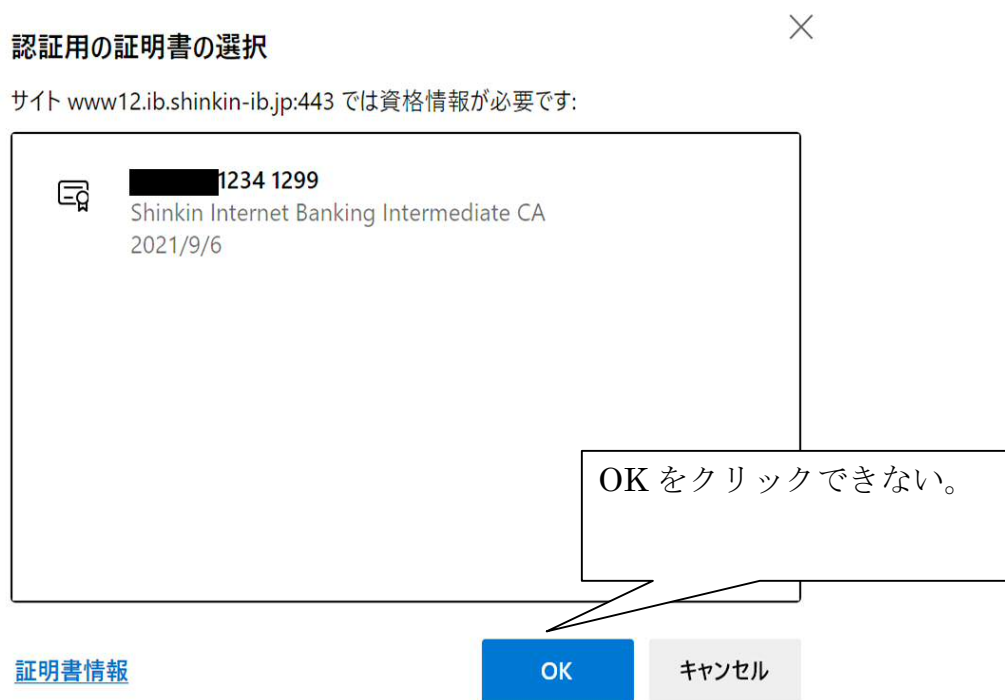 認証用の証明書の選択
サイト www12.ib.shinkin-ib.jp:443 では資格情報が必要です:
1234 1299
Shinkin Internet Banking Intermediate CA
2021/9/6
OK をクリックできない。
証明書情報
OK
キャンセル